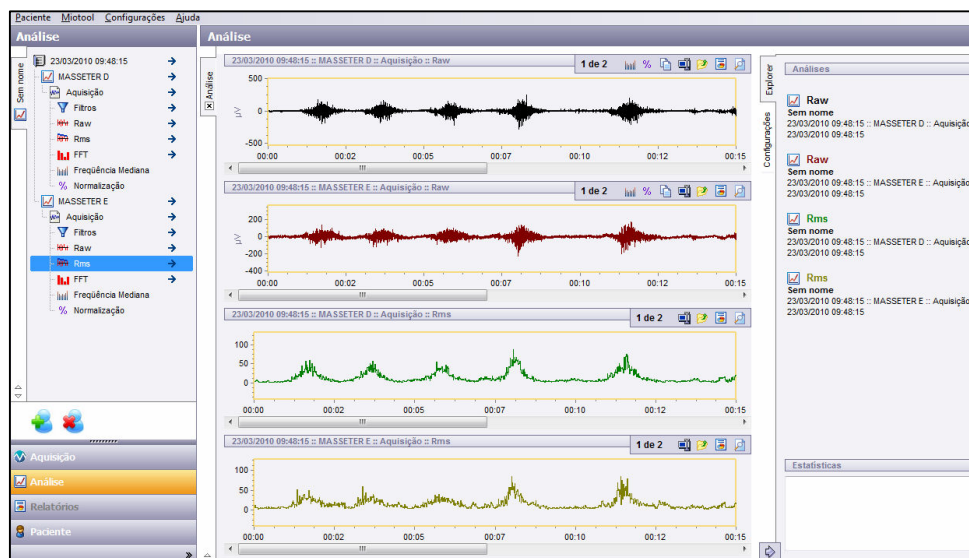 Paciente Miotool Configurações Ajuda
Análise
Sem nome
23/03/2010 09:48:15
MASSETER D
Aquisição
Filtros
Raw
Rms
FFT
Freqüência Mediana
% Normalização
MASSETER E
Aquisição
Filtros
Raw
Rms
FFT
Freqüência Mediana
% Normalização
Aquisição
Análise
Relatórios
Paciente
»
Análise
Análise
23/03/2010 09:48:15 :: MASSETER D :: Aquisição :: Raw
1 de 2 %
500
0
-500
µV
00:00 00:02 00:05 00:07 00:10 00:12 00:15
23/03/2010 09:48:15 :: MASSETER E :: Aquisição :: Raw
1 de 2 %
200
0
-200
-400
µV
00:00 00:02 00:05 00:07 00:10 00:12 00:15
23/03/2010 09:48:15 :: MASSETER D :: Aquisição :: Rms
1 de 2
100
50
0
00:00 00:02 00:05 00:07 00:10 00:12 00:15
23/03/2010 09:48:15 :: MASSETER E :: Aquisição :: Rms
1 de 2
100
50
0
00:00 00:02 00:05 00:07 00:10 00:12 00:15
Explorer
Configurações
Análises
Raw
Sem nome
23/03/2010 09:48:15 :: MASSETER D :: Aquisição
23/03/2010 09:48:15
Raw
Sem nome
23/03/2010 09:48:15 :: MASSETER E :: Aquisição
23/03/2010 09:48:15
Rms
Sem nome
23/03/2010 09:48:15 :: MASSETER D :: Aquisição
23/03/2010 09:48:15
Rms
Sem nome
23/03/2010 09:48:15 :: MASSETER E :: Aquisição
23/03/2010 09:48:15
Estatísticas